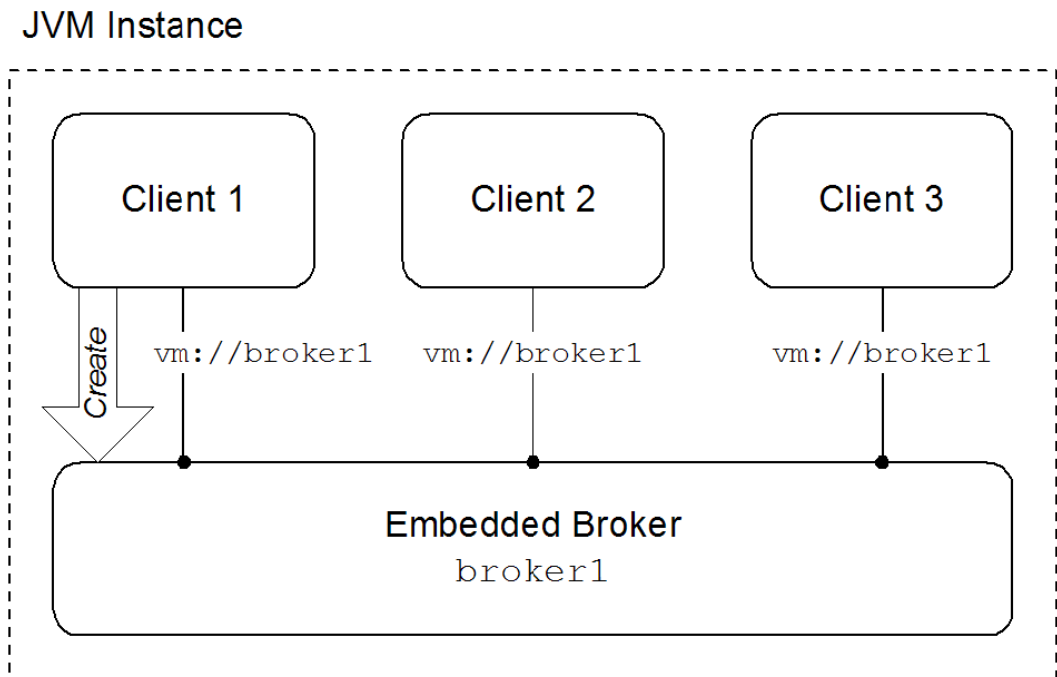 JVM Instance
Client 1
Client 2
Client 3
Create
vm://broker1
vm://broker1
vm://broker1
Embedded Broker
broker1